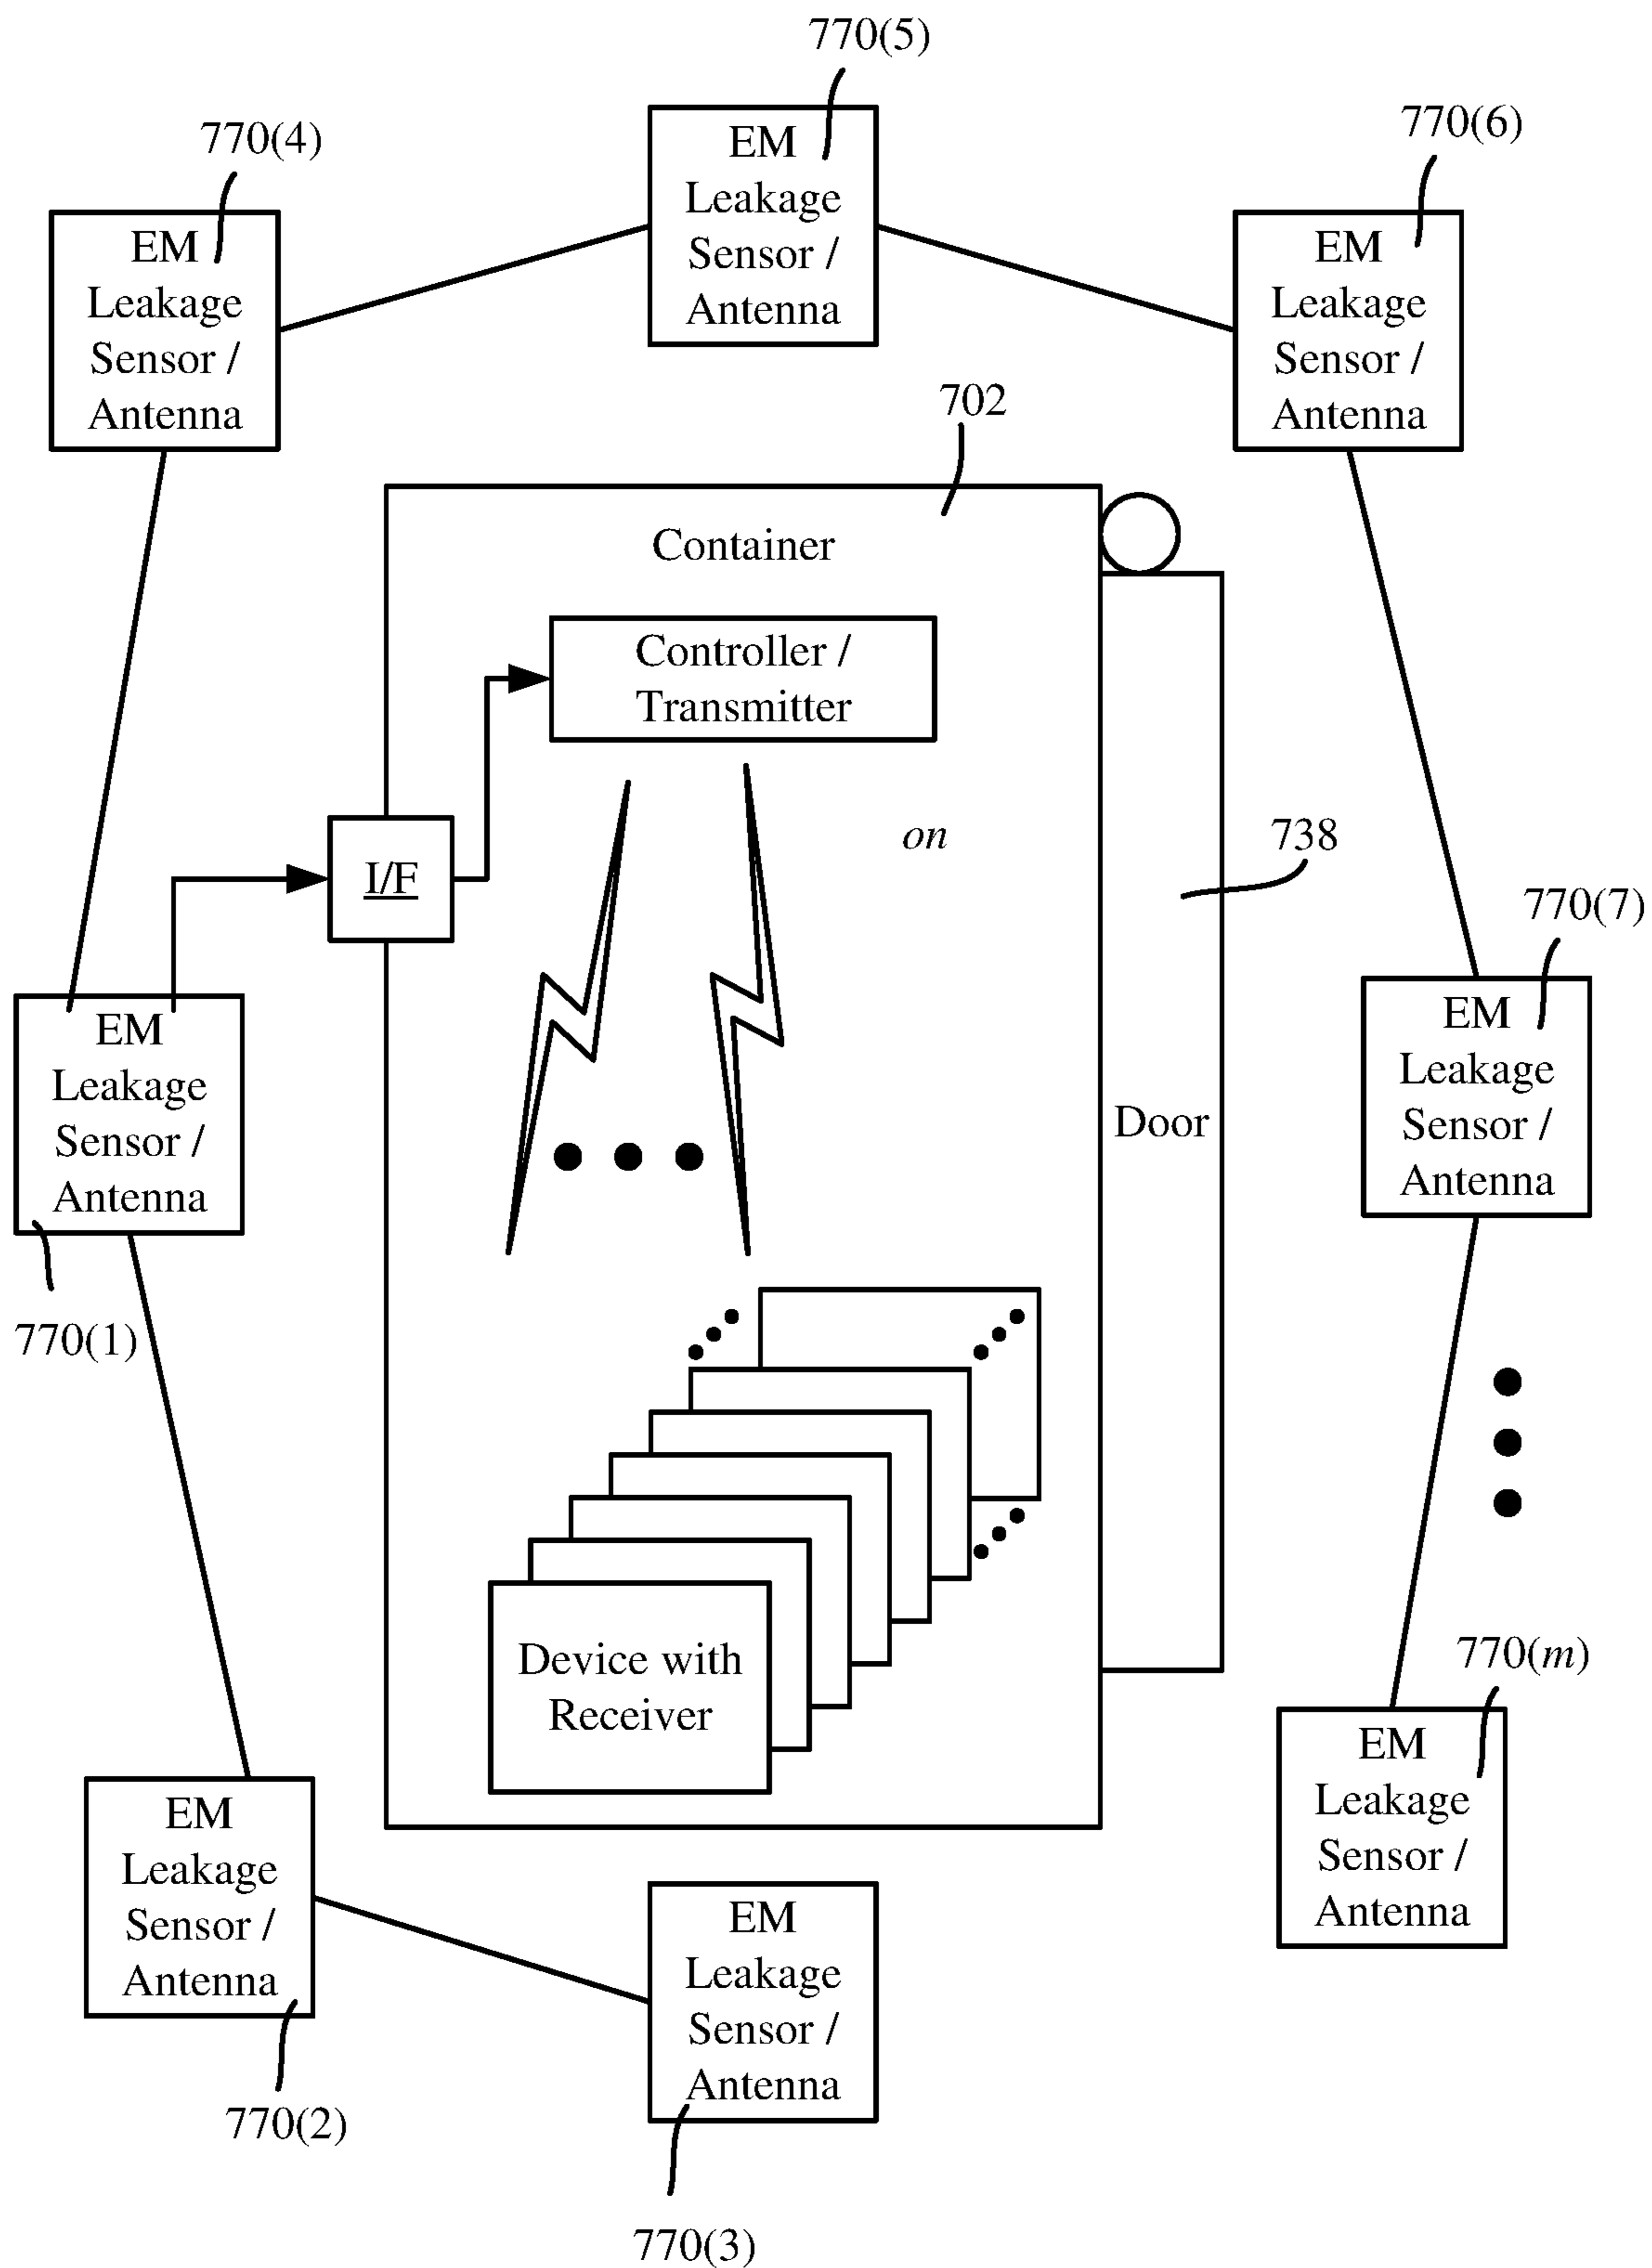 770(5)
770(4)
770(6)
EM
Leakage
Sensor /
Antenna
EM
Leakage
Sensor /
Antenna
EM
Leakage
Sensor /
Antenna
702
Container
Controller /
Transmitter
on
738
I/F
770(7)
EM
Leakage
Sensor /
Antenna
EM
Leakage
Sensor /
Antenna
Door
770(1)
Device with
Receiver
770(m)
EM
Leakage
Sensor /
Antenna
EM
Leakage
Sensor /
Antenna
EM
Leakage
Sensor /
Antenna
770(2)
770(3)